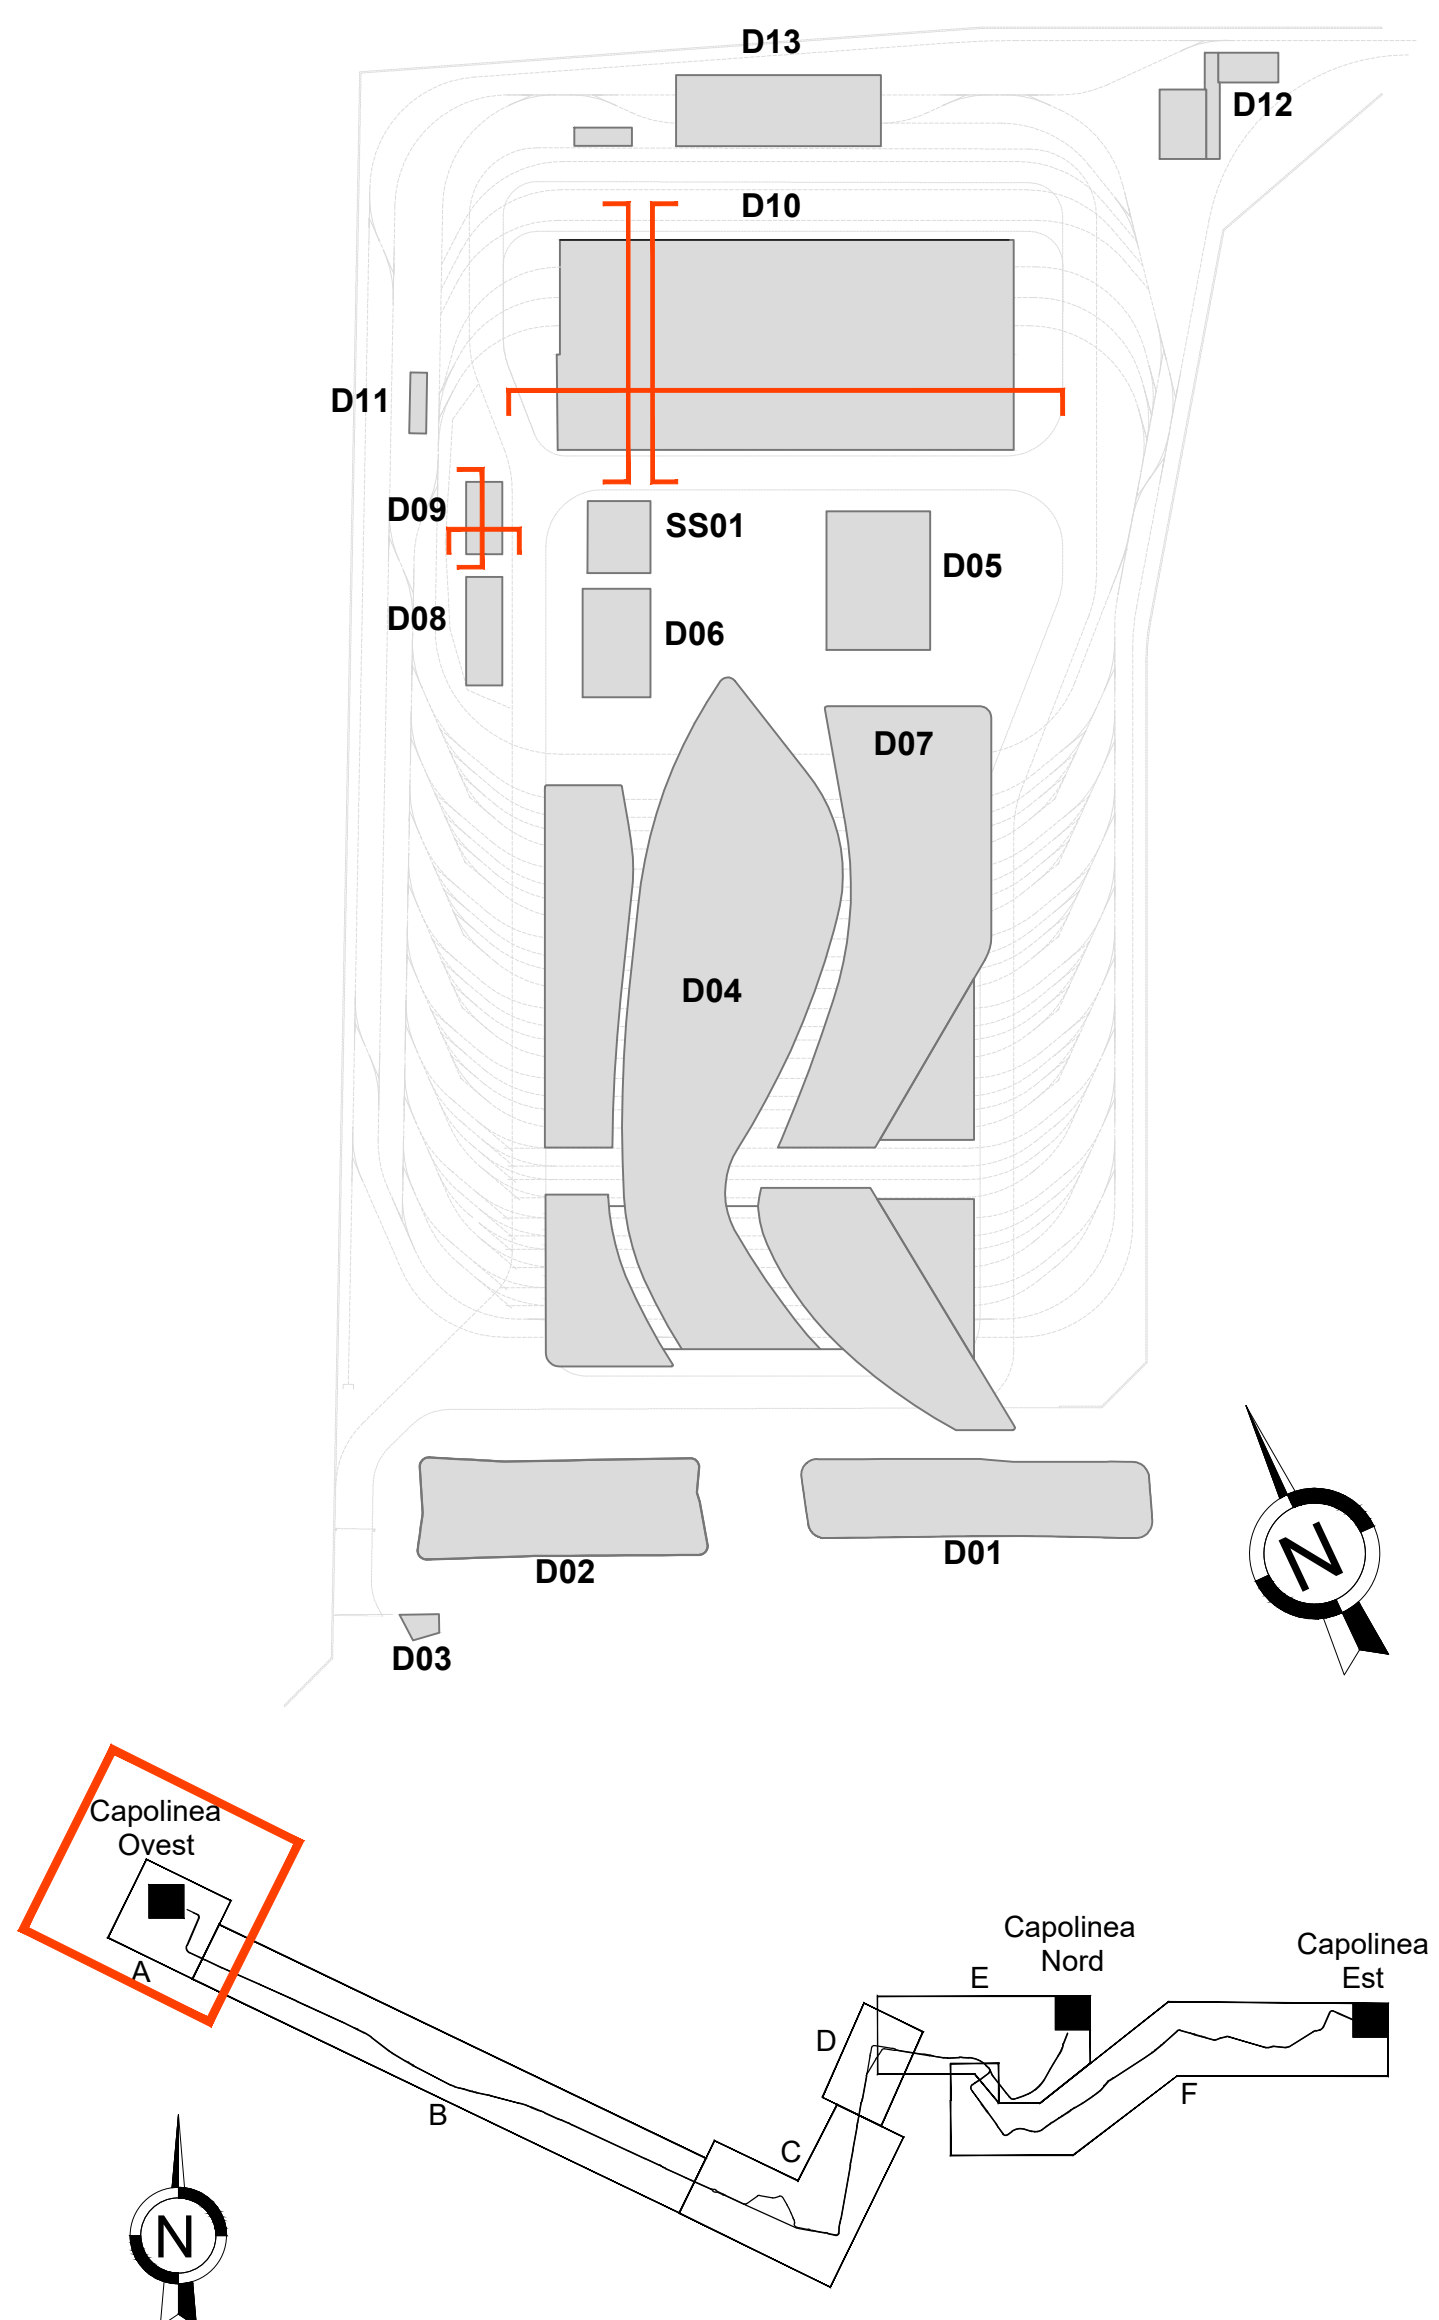 D13
D12
D10
D11
D09
SS01
D05
D08
D06
D07
D04
N
D01
D02
D03
Capolinea
Ovest
A
B
C
D
E
Capolinea
Nord
Capolinea
Est
F
N